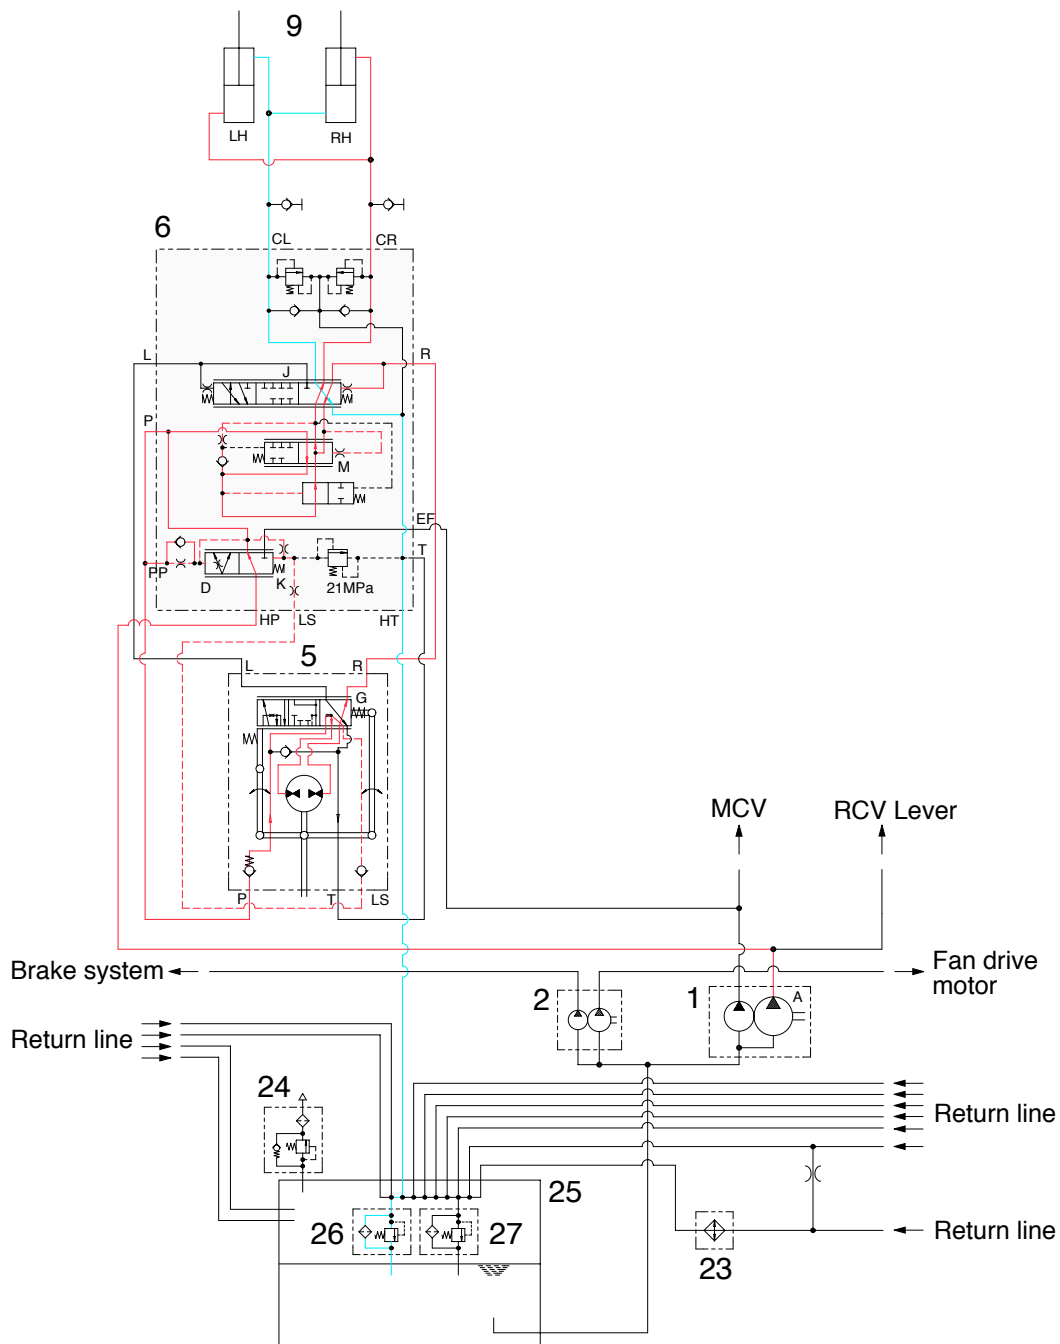 9
LH
RH
6
CL
CR
L
R
J
P
M
EF
T
PP
D
K
21MPa
HP
LS
HT
5
L
R
G
P
T
LS
MCV
RCV Lever
Brake system
Fan drive
motor
2
1
A
Return line
24
Return line
25
26
27
23
Return line